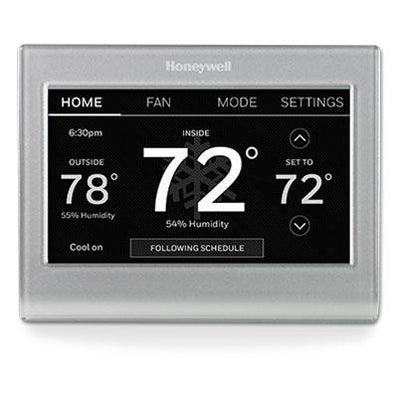 Honeywell
HOME FAN MODE SETTINGS
6:30pm
INSIDE
OUTSIDE
72°
SET TO
78°
72°
55% Humidity
54% Humidity
Cool on
FOLLOWING SCHEDULE